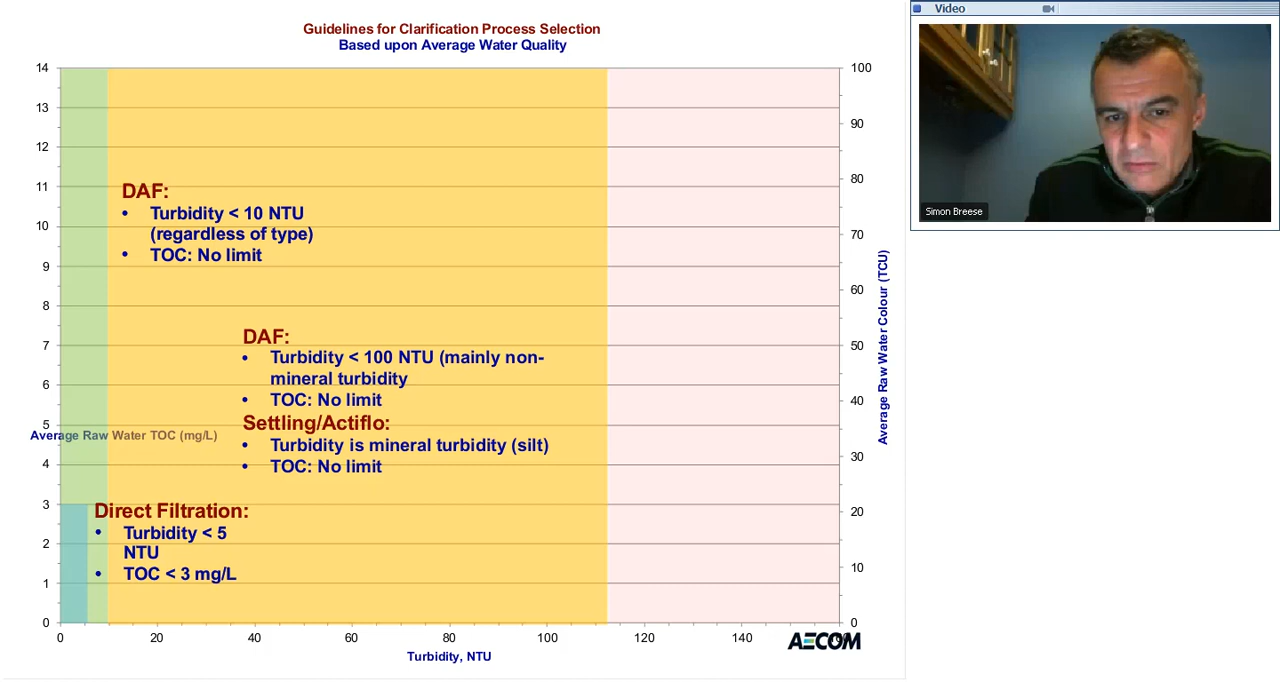 Guidelines for Clarification Process Selection
Based upon Average Water Quality
Video
Simon Breese
14
13
12
11
10
9
8
7
6
5
4
3
2
1
0
Average Raw Water TOC (mg/L)
DAF:
• Turbidity < 10 NTU
(regardless of type)
• TOC: No limit
DAF:
• Turbidity < 100 NTU (mainly non-
mineral turbidity
• TOC: No limit
Settling/Actiflo:
• Turbidity is mineral turbidity (silt)
• TOC: No limit
Direct Filtration:
• Turbidity < 5
NTU
• TOC < 3 mg/L
100
90
80
70
60
50
40
30
20
10
0
Average Raw Water Colour (TCU)
0 20 40 60 80 100 120 140 160
Turbidity, NTU
AECOM